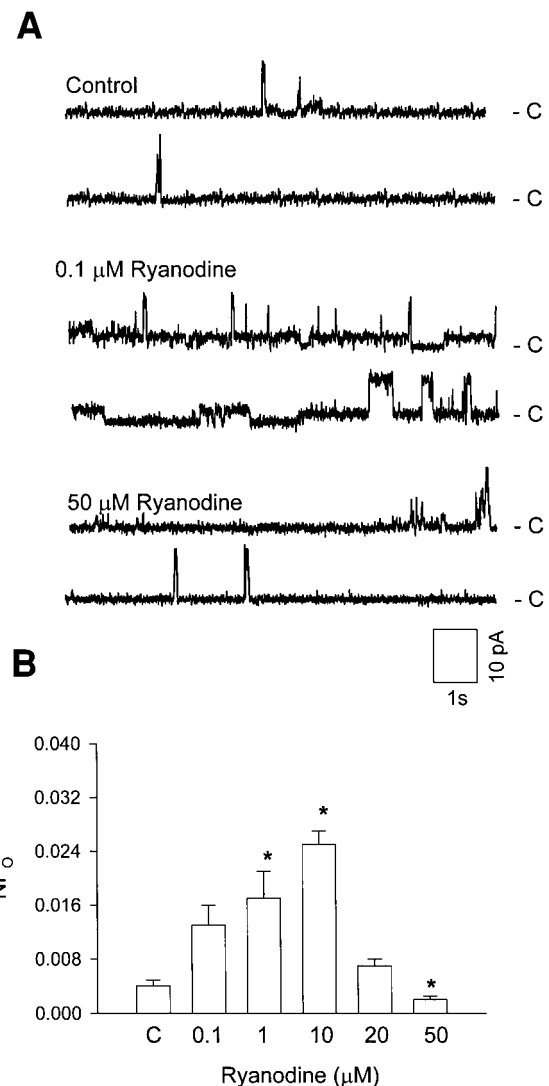 A
Control
- C
- C
0.1 μM Ryanodine
- C
- C
50 μM Ryanodine
- C
- C
10 pA
1s
B
0.040
0.032
0.024
0.016
0.008
0.000
* * *
C 0.1 1 10 20 50
Ryanodine (μM)